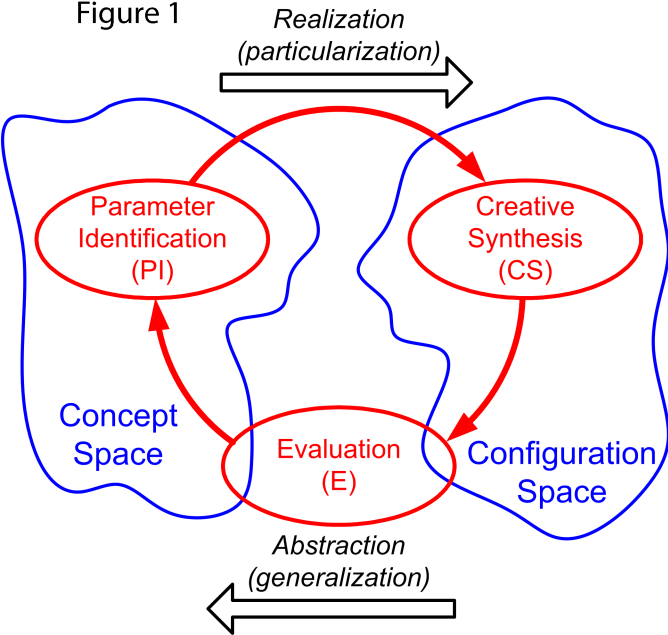 Figure 1
Realization
(particularization)
Parameter
Identification
(PI)
Creative
Synthesis
(CS)
Concept
Space
Evaluation
(E)
Configuration
Space
Abstraction
(generalization)